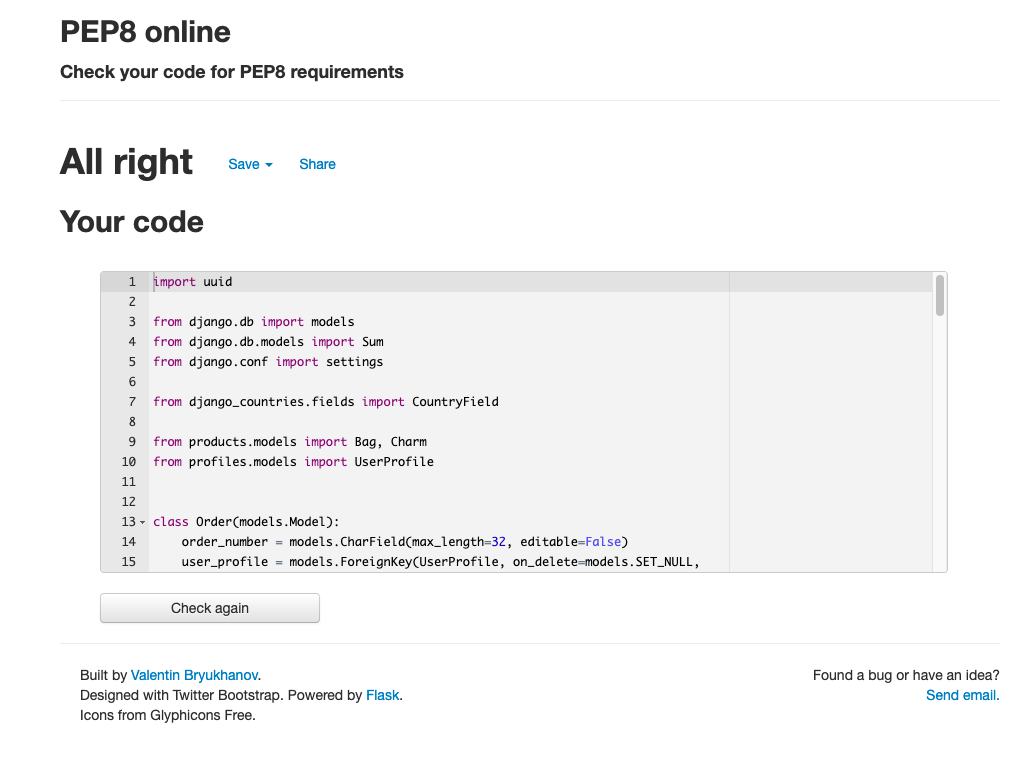 PEP8 online
Check your code for PEP8 requirements
All right Save Share
Your code
1 import uuid
2
3 from django.db import models
4 from django.db.models import Sum
5 from django.conf import settings
6
7 from django_countries.fields import CountryField
8
9 from products.models import Bag, Charm
10 from profiles.models import UserProfile
11
12
13 class Order(models.Model):
14     order_number = models.CharField(max_length=32, editable=False)
15     user_profile = models.ForeignKey(UserProfile, on_delete=models.SET_NULL,
Check again
Built by Valentin Bryukhanov. Found a bug or have an idea?
Designed with Twitter Bootstrap. Powered by Flask. Send email.
Icons from Glyphicons Free.